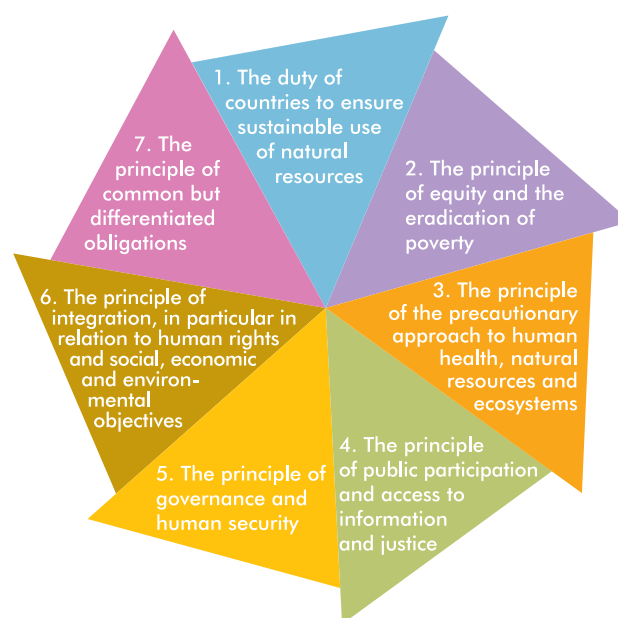 1. The duty of
countries to ensure
sustainable use
of natural
resources
2. The principle
of equity and the
eradication of
poverty
3. The principle
of the precautionary
approach to human
health, natural
resources and
ecosystems
4. The principle
of public participation
and access to
information
and justice
5. The principle of
governance and
human security
6. The principle of
integration, in particular in
relation to human rights
and social, economic
and environ-
mental
objectives
7. The
principle of
common but
differentiated
obligations